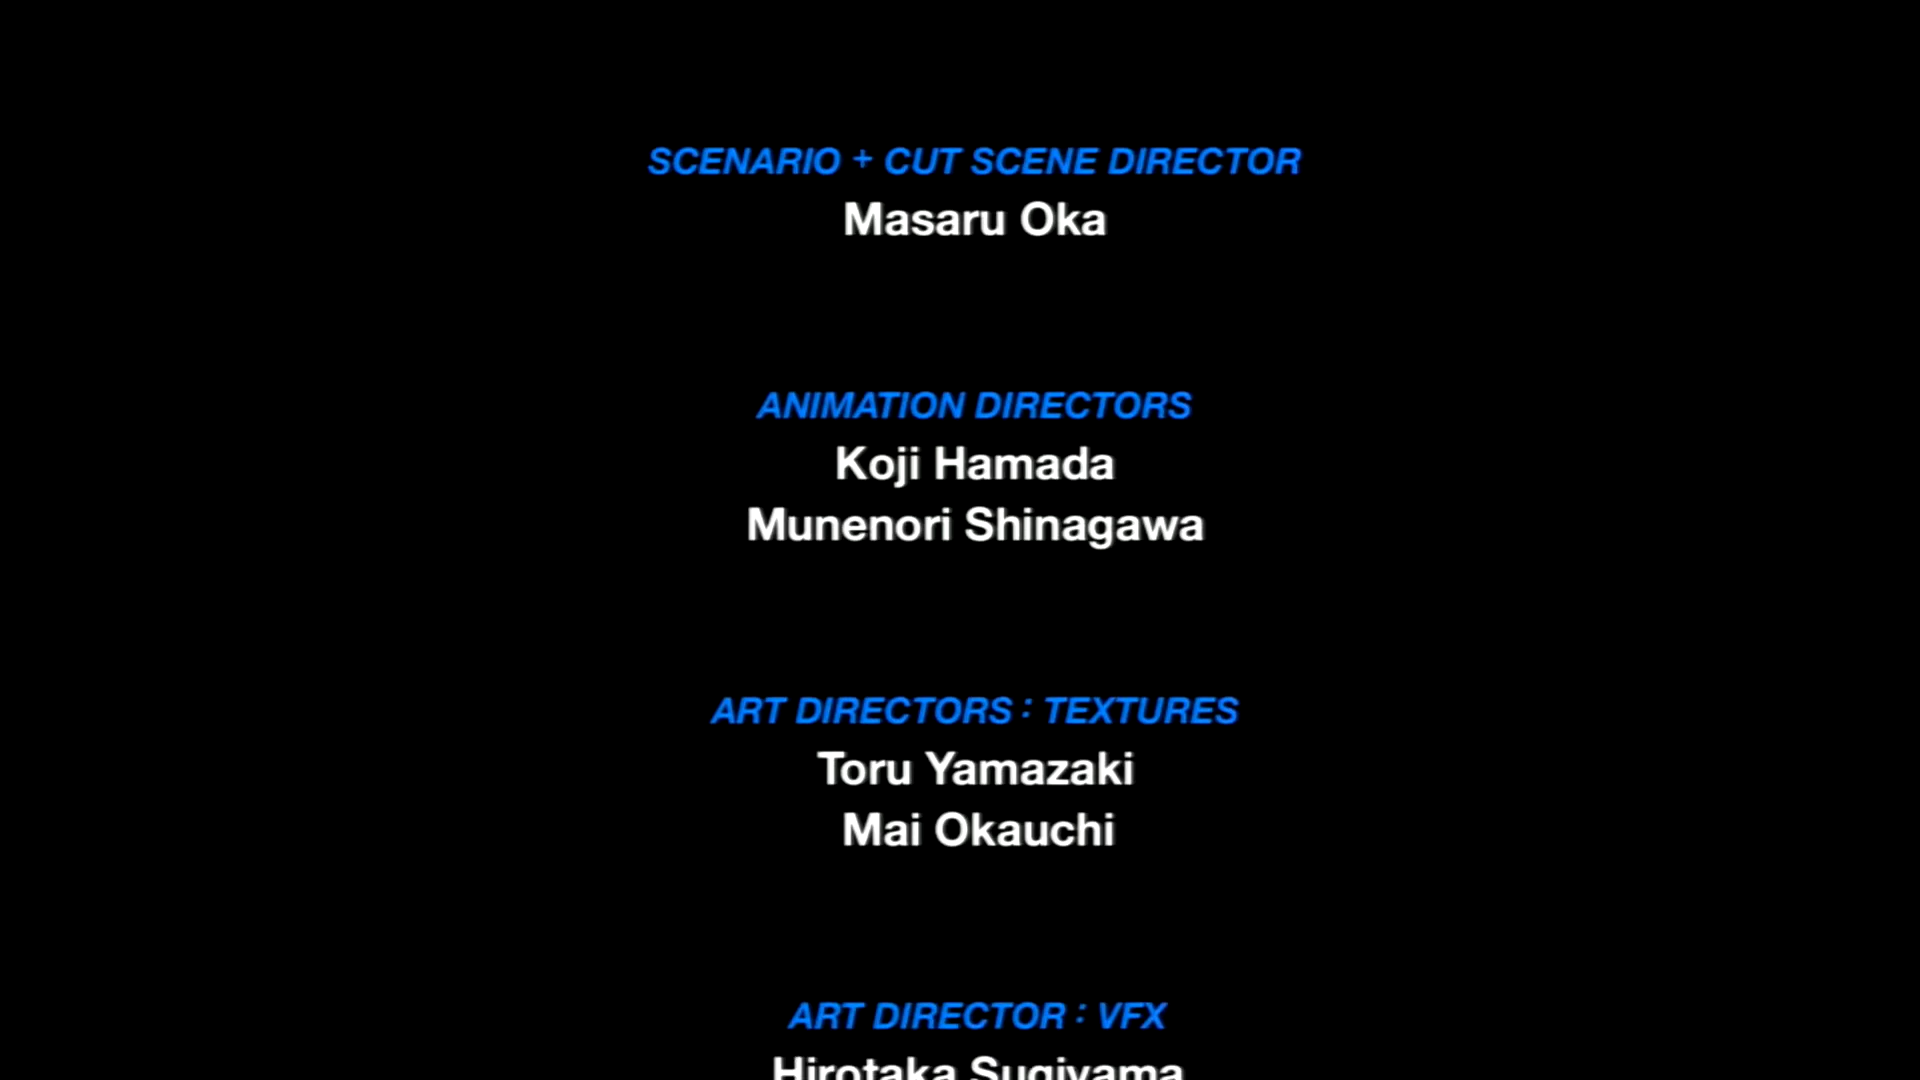 SCENARIO + CUT SCENE DIRECTOR
Masaru Oka
ANIMATION DIRECTORS
Koji Hamada
Munenori Shinagawa
ART DIRECTORS : TEXTURES
Toru Yamazaki
Mai Okauchi
ART DIRECTOR : VFX
Hirotaka Sugiyama